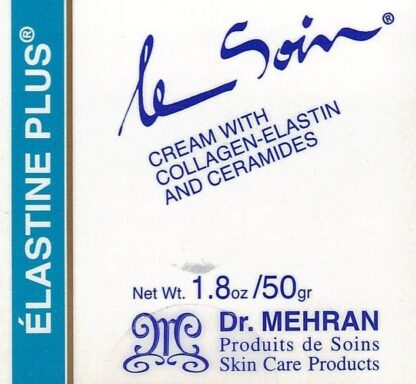 ÉLASTINE PLUS®
le Soin®
CREAM WITH
COLLAGEN-ELASTIN
AND CERAMIDES
Net Wt. 1.8oz /50gr
Dr. MEHRAN
Produits de Soins
Skin Care Products